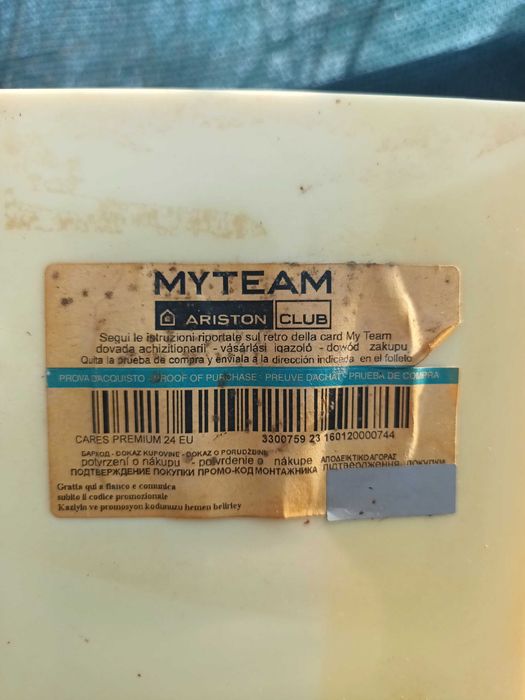 MYTEAM
ARISTON CLUB
Segui le istruzioni riportate sul retro della card My Team
dovada achizitionarii - vásárlási igazoló - dowód zakupu
Quita la prueba de compra y envíala a la dirección indicada en el folleto
PROVA D'ACQUISTO - PROOF OF PURCHASE - PREUVE D'ACHAT - PRUEBA DE COMPRA
CARES PREMIUM 24 EU 3300759 23 160120000744
БАРКОД - DOKAZ KUPOVINE - DOKAZ O PORUDŽBINE
potvrzení o nákupu - potvrdenie o nákupe ΑΠΟΔΕΙΚΤΙΚΟ ΑΓΟΡΑΣ
ПОДТВЕРЖДЕНИЕ ПОКУПКИ ПРОМО-КОД МОНТАЖНИКА ПІДТВЕРДЖЕННЯ ПОКУПКИ
Gratta qui a fianco e comunica
subito il codice promozionale
Kaziyin ve promosyon kodunuzu hemen belirtey